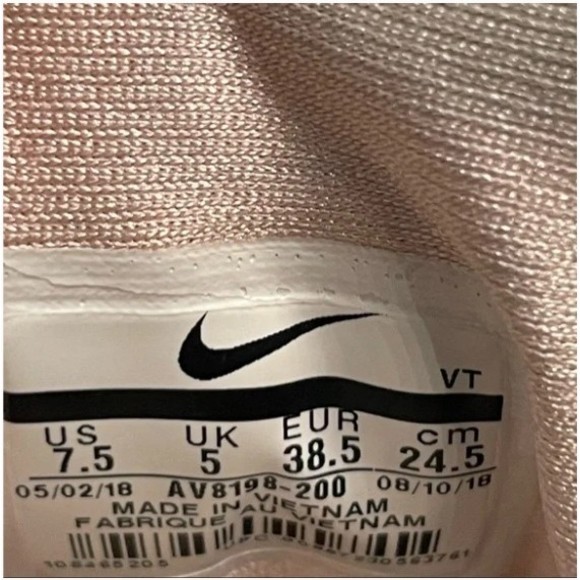 VT
US UK EUR cm
7.5 5 38.5 24.5
05/02/18 AV8198-200 08/10/18
MADE IN VIETNAM
FABRIQUE AU VIETNAM